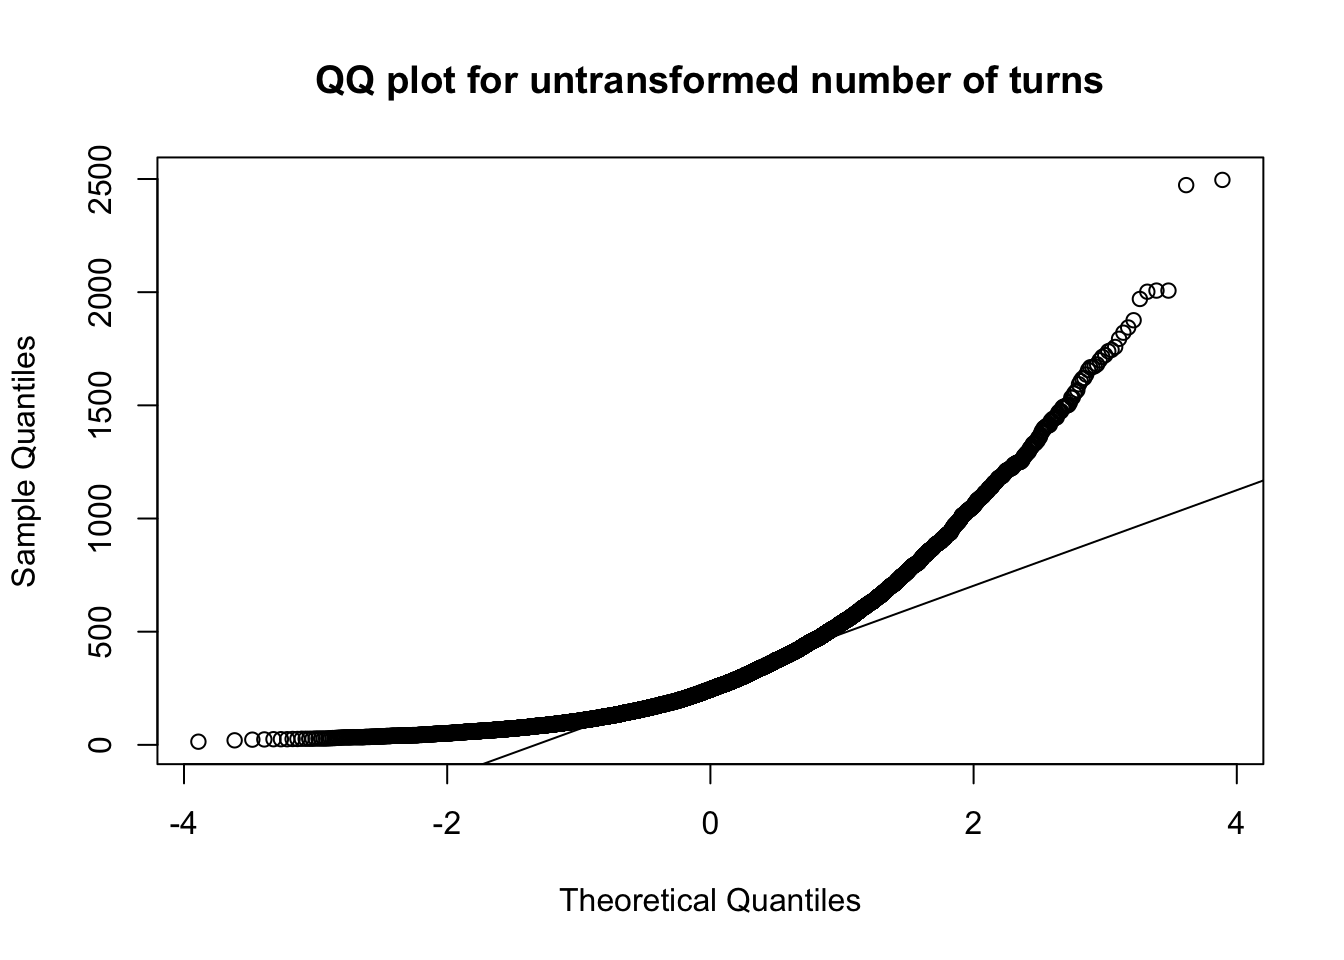 QQ plot for untransformed number of turns
Sample Quantiles
2500
2000
1500
1000
500
0
-4 -2 0 2 4
Theoretical Quantiles